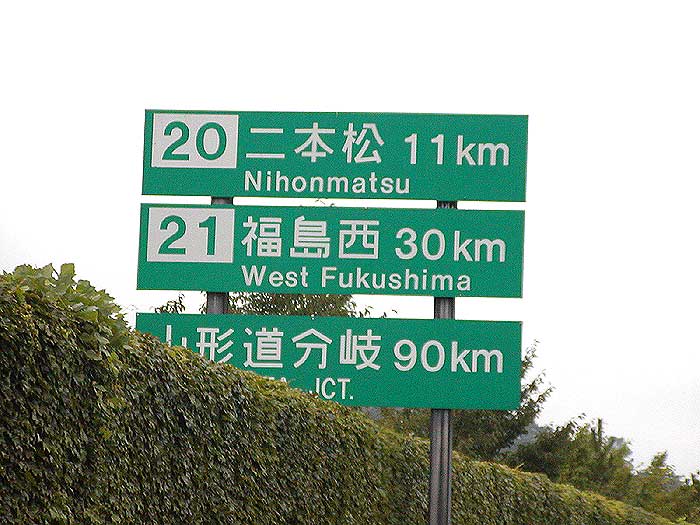 20 二本松 11km
Nihonmatsu
21 福島西 30km
West Fukushima
山形道分岐 90km
JCT.